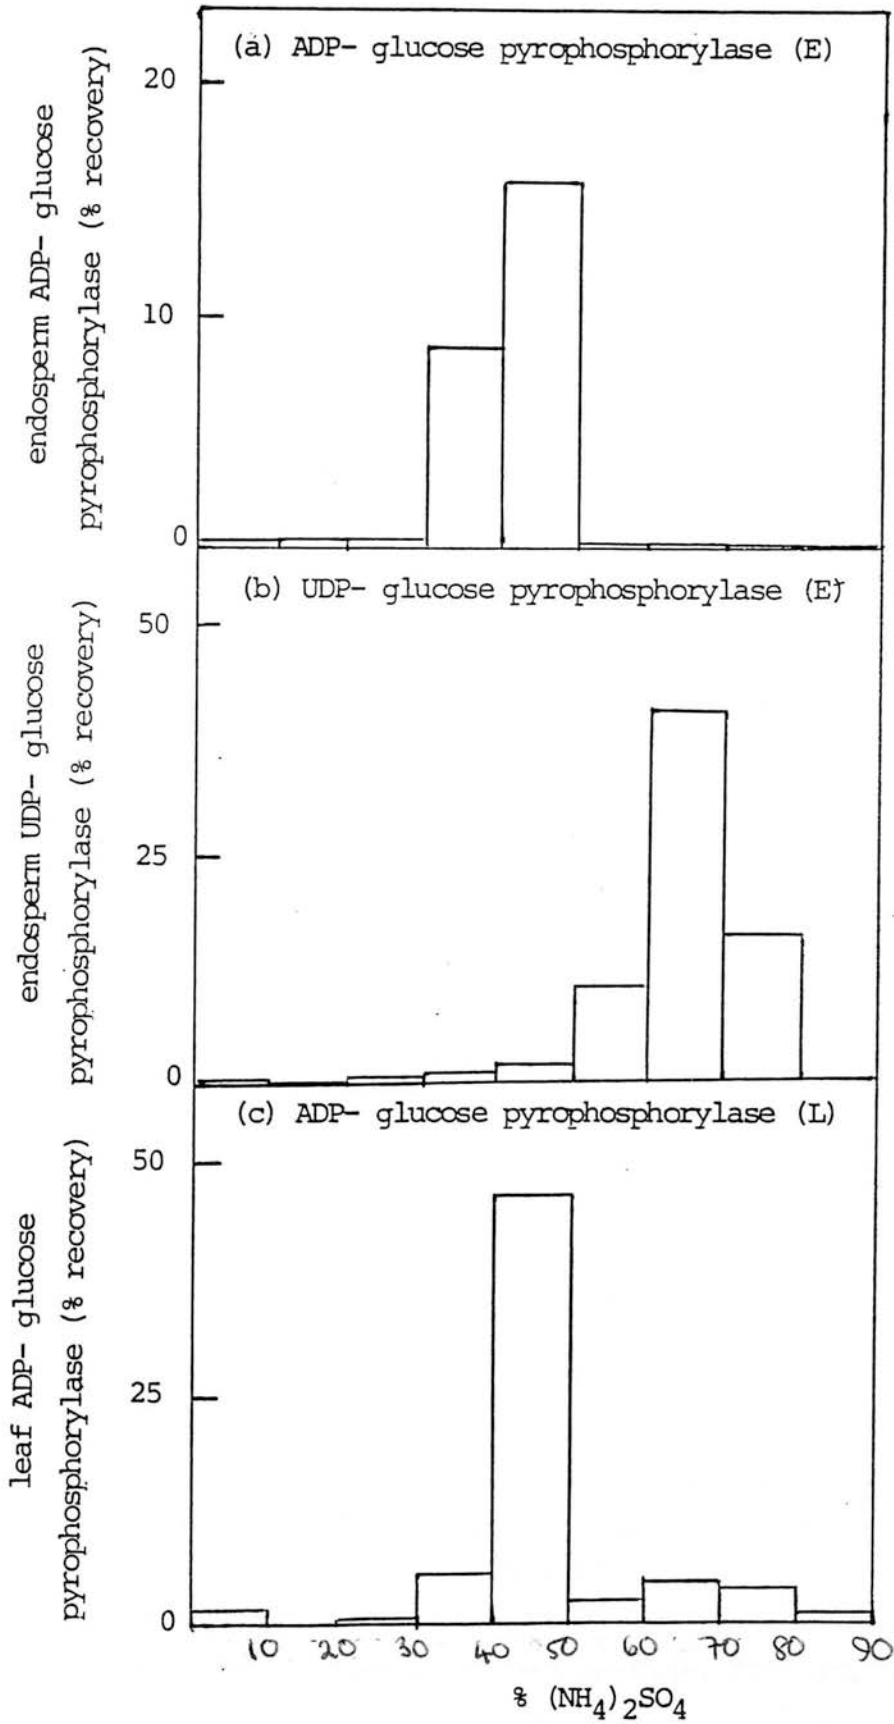 (a) ADP- glucose pyrophosphorylase (E)
endosperm ADP- glucose
pyrophosphorylase (% recovery)
20
10
0
(b) UDP- glucose pyrophosphorylase (E)
endosperm UDP- glucose
pyrophosphorylase (% recovery)
50
25
0
(c) ADP- glucose pyrophosphorylase (L)
leaf ADP- glucose
pyrophosphorylase (% recovery)
50
25
0
10 20 30 40 50 60 70 80 90
% (NH4)2SO4